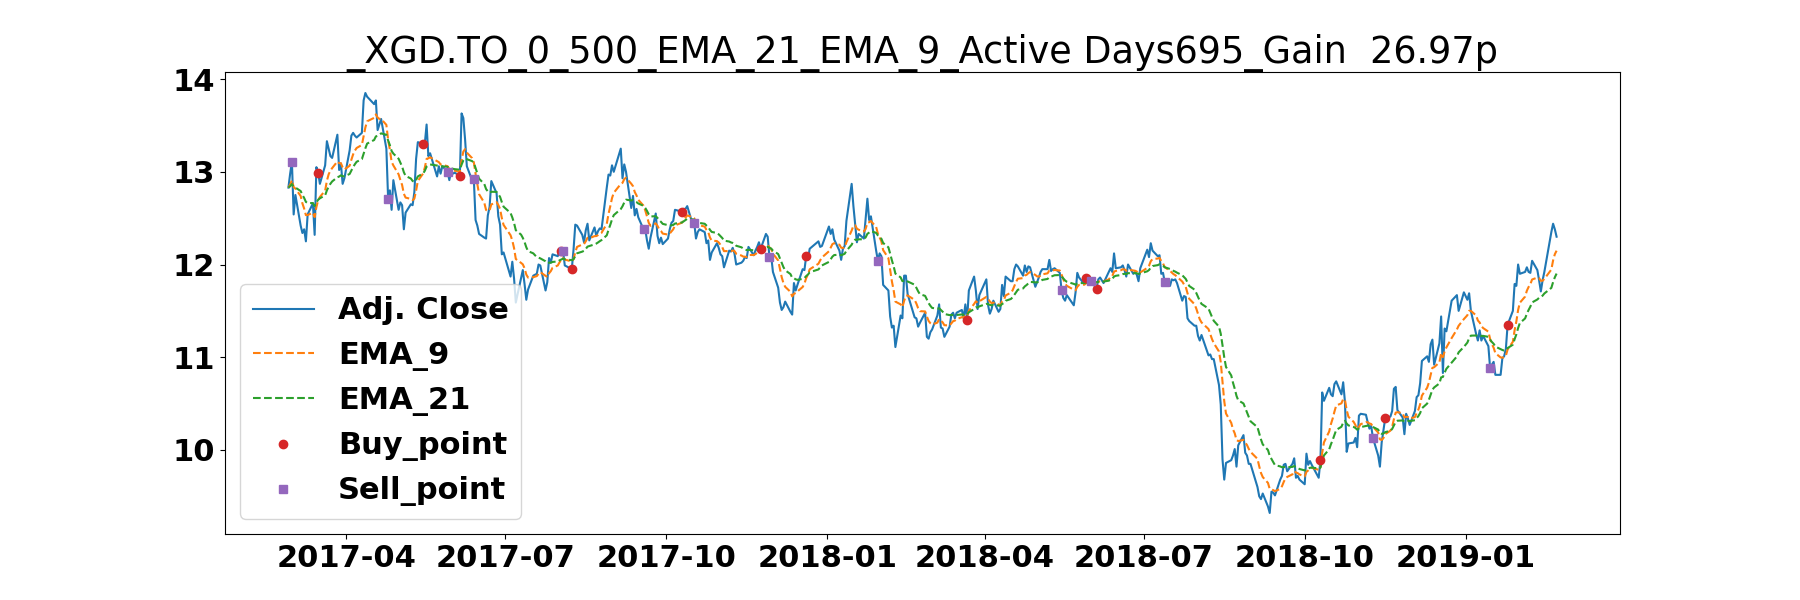 _XGD.TO_0_500_EMA_21_EMA_9_Active Days695_Gain  26.97p
14
13
12
11
10
Adj. Close
EMA_9
EMA_21
Buy_point
Sell_point
2017-04 2017-07 2017-10 2018-01 2018-04 2018-07 2018-10 2019-01